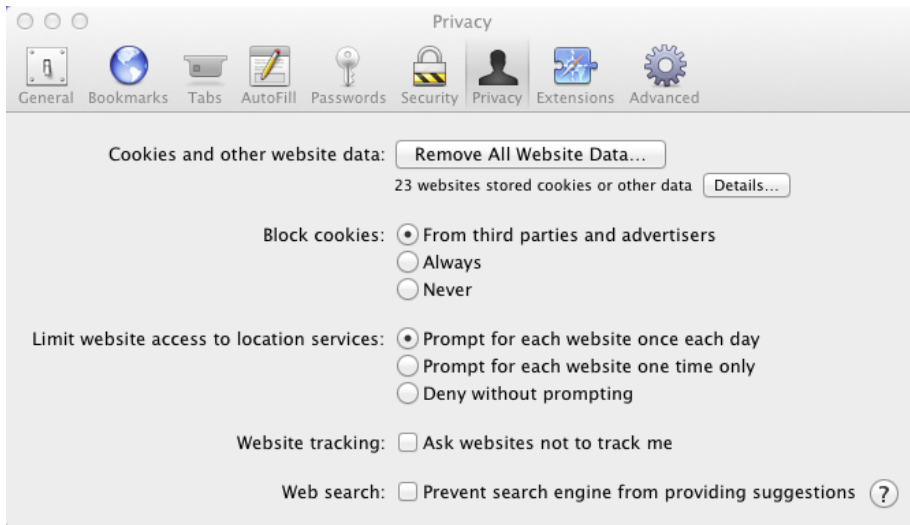 Privacy
General Bookmarks Tabs AutoFill Passwords Security Privacy Extensions Advanced
Cookies and other website data: Remove All Website Data...
23 websites stored cookies or other data Details...
Block cookies: From third parties and advertisers
Always
Never
Limit website access to location services: Prompt for each website once each day
Prompt for each website one time only
Deny without prompting
Website tracking: Ask websites not to track me
Web search: Prevent search engine from providing suggestions ?